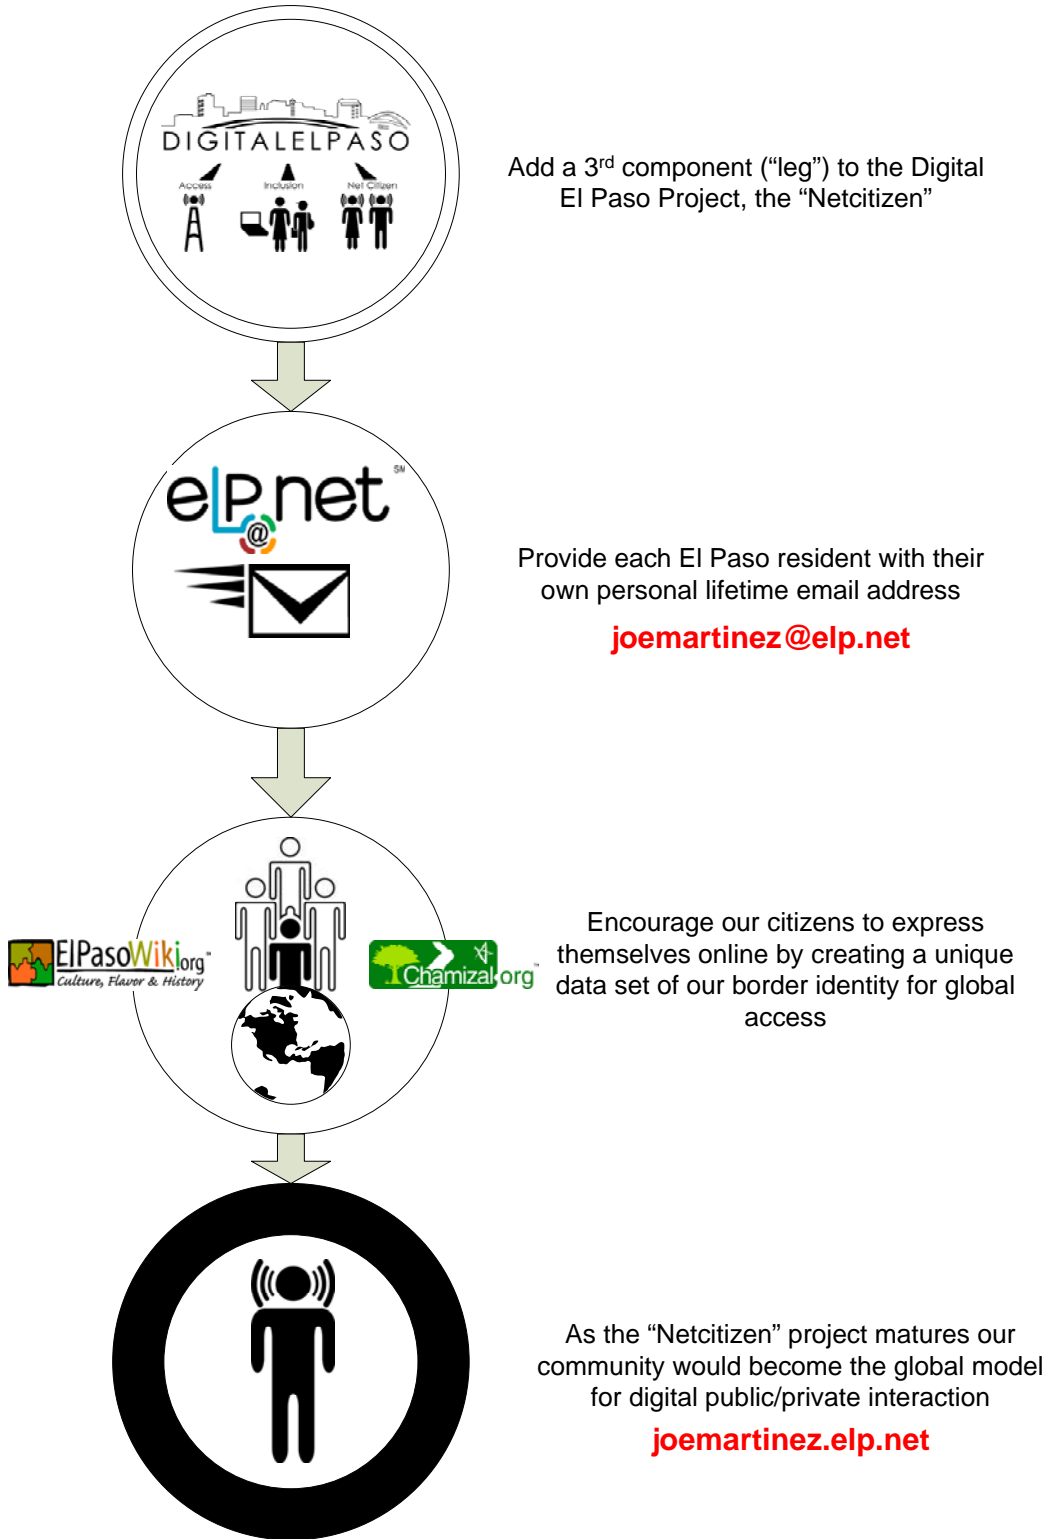 DIGITALELPASO
Access Inclusion Net Citizen
Add a 3rd component (“leg”) to the Digital
El Paso Project, the “Netcitizen”
elp.net SM
@
Provide each El Paso resident with their
own personal lifetime email address
joemartinez@elp.net
ElPasoWiki.org™
Culture, Flavor & History
Chamizal.org™
Encourage our citizens to express
themselves online by creating a unique
data set of our border identity for global
access
As the “Netcitizen” project matures our
community would become the global model
for digital public/private interaction
joemartinez.elp.net